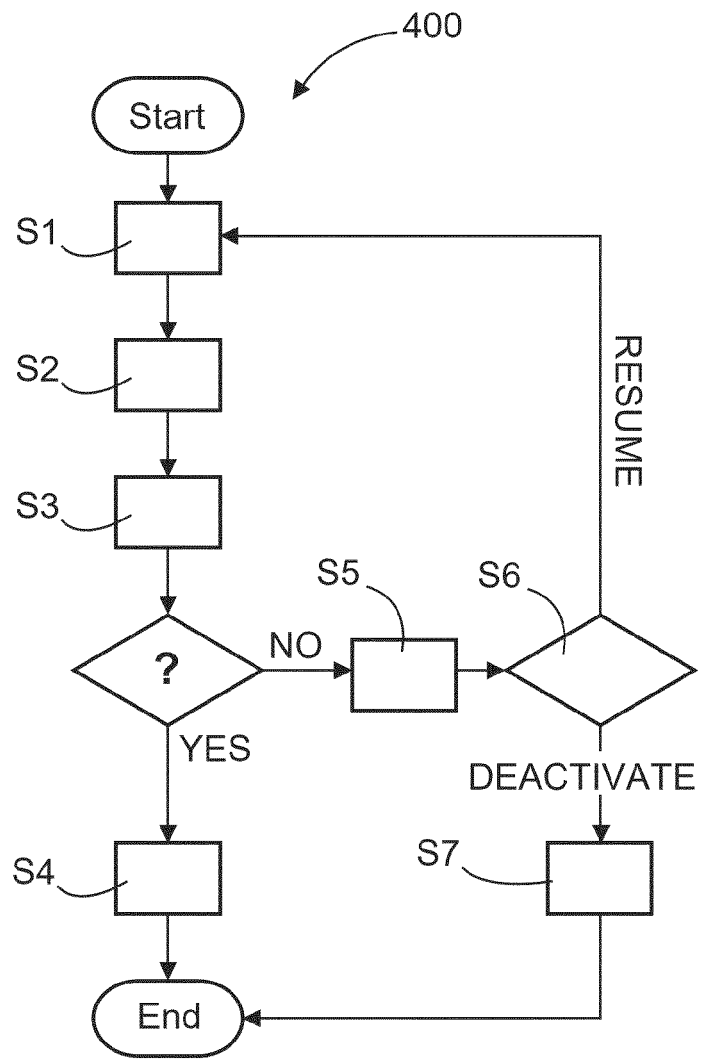 400
Start
S1
S2
RESUME
S3
S5
S6
?
NO
YES
DEACTIVATE
S4
S7
End